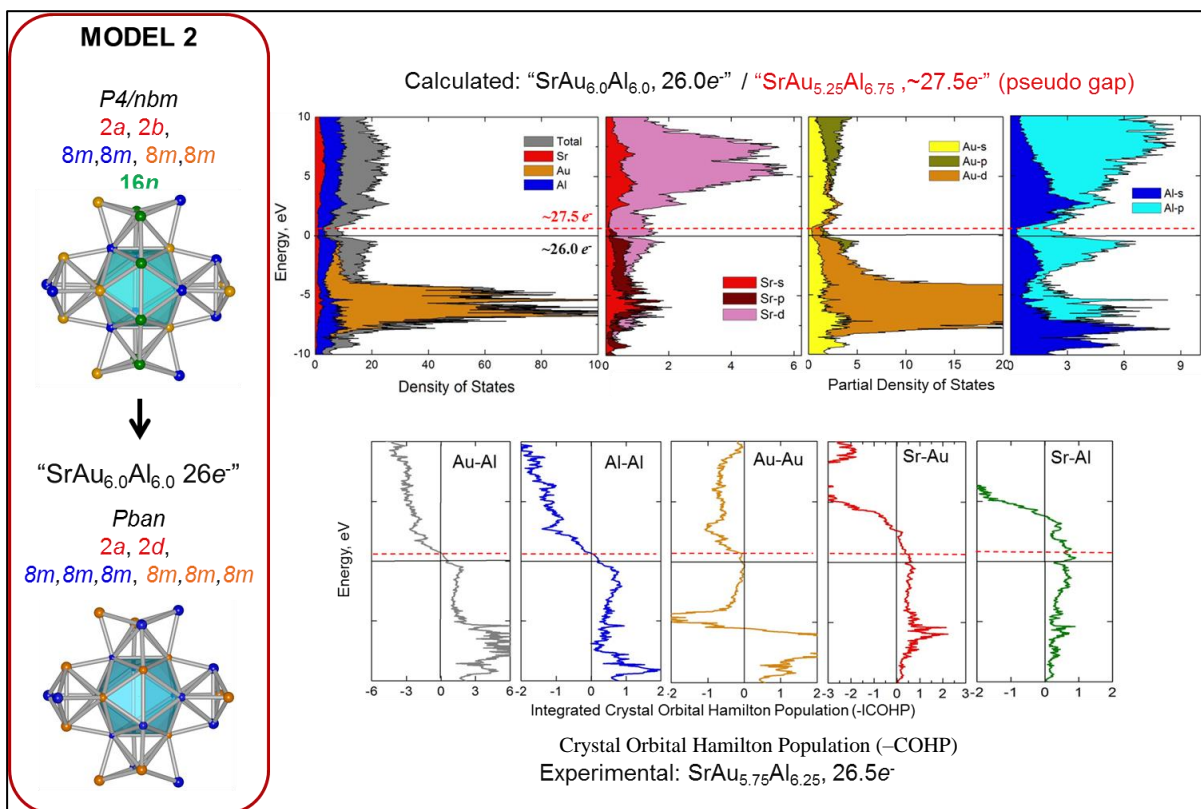 MODEL 2
P4/nbm
2a, 2b,
8m,8m, 8m,8m
16n
"SrAu6.0Al6.0 26e-"
Pban
2a, 2d,
8m,8m,8m, 8m,8m,8m
Calculated: "SrAu6.0Al6.0, 26.0e-" / "SrAu5.25Al6.75 ,~27.5e-" (pseudo gap)
Energy, eV
10
5
0
-5
-10
Total
Sr
Au
Al
~27.5 e-
~26.0 e-
0 20 40 60 80 100
Density of States
Sr-s
Sr-p
Sr-d
0 2 4 6
Au-s
Au-p
Au-d
0 5 10 15 20
Partial Density of States
Al-s
Al-p
0 3 6 9
Energy, eV
Au-Al
-6 -3 0 3 6
Al-Al
-2 -1 0 1 2
Au-Au
-2 -1 0 1 2
Sr-Au
-3 -2 -1 0 1 2 3
Sr-Al
-2 -1 0 1 2
Integrated Crystal Orbital Hamilton Population (-ICOHP)
Crystal Orbital Hamilton Population (–COHP)
Experimental: SrAu5.75Al6.25, 26.5e-